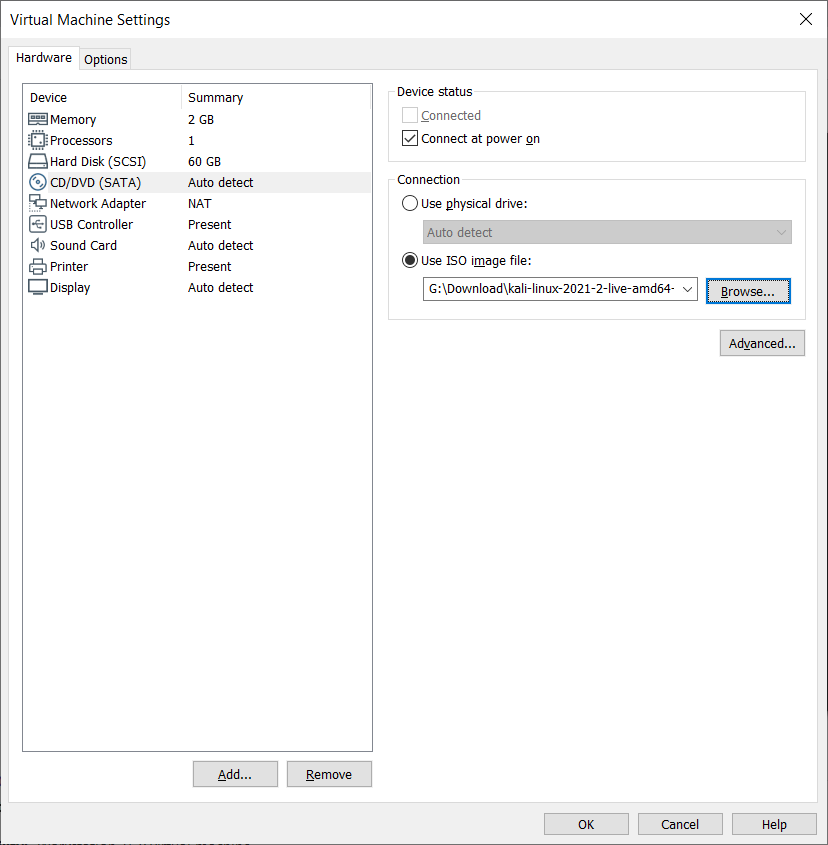 Virtual Machine Settings
Hardware
Options
Device Summary
Memory 2 GB
Processors 1
Hard Disk (SCSI) 60 GB
CD/DVD (SATA) Auto detect
Network Adapter NAT
USB Controller Present
Sound Card Auto detect
Printer Present
Display Auto detect
Add...
Remove
Device status
Connected
Connect at power on
Connection
Use physical drive:
Auto detect
Use ISO image file:
G:\Download\kali-linux-2021-2-live-amd64-
Browse...
Advanced...
OK
Cancel
Help